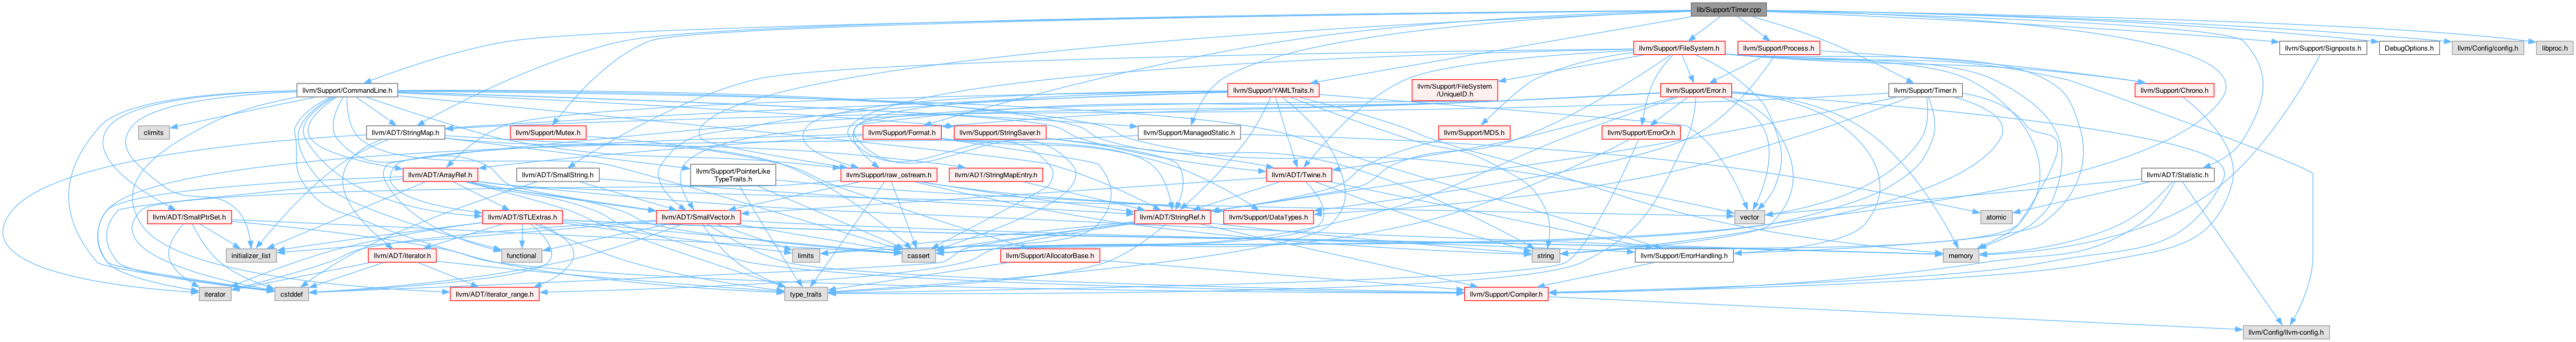 lib/Support/Timer.cpp
llvm/Support/FileSystem.h
llvm/Support/Process.h
llvm/Support/Signposts.h
DebugOptions.h
llvm/Config/config.h
libproc.h
llvm/Support/CommandLine.h
llvm/Support/YAMLTraits.h
llvm/Support/FileSystem
/UniqueID.h
llvm/Support/Error.h
llvm/Support/Timer.h
llvm/Support/Chrono.h
climits
llvm/ADT/StringMap.h
llvm/Support/Mutex.h
llvm/Support/Format.h
llvm/Support/StringSaver.h
llvm/Support/ManagedStatic.h
llvm/Support/MD5.h
llvm/Support/ErrorOr.h
llvm/ADT/ArrayRef.h
llvm/ADT/SmallString.h
llvm/Support/PointerLike
TypeTraits.h
llvm/Support/raw_ostream.h
llvm/ADT/StringMapEntry.h
llvm/ADT/Twine.h
llvm/ADT/Statistic.h
llvm/ADT/SmallPtrSet.h
llvm/ADT/STLExtras.h
llvm/ADT/SmallVector.h
llvm/ADT/StringRef.h
llvm/Support/DataTypes.h
vector
atomic
initializer_list
llvm/ADT/iterator.h
functional
limits
cassert
llvm/Support/AllocatorBase.h
string
llvm/Support/ErrorHandling.h
memory
iterator
cstddef
llvm/ADT/iterator_range.h
type_traits
llvm/Support/Compiler.h
llvm/Config/llvm-config.h